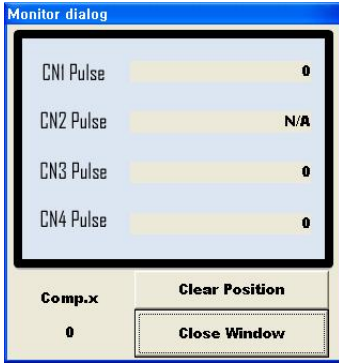 Monitor dialog
CN1 Pulse 0
CN2 Pulse N/A
CN3 Pulse 0
CN4 Pulse 0
Comp.x
0
Clear Position
Close Window